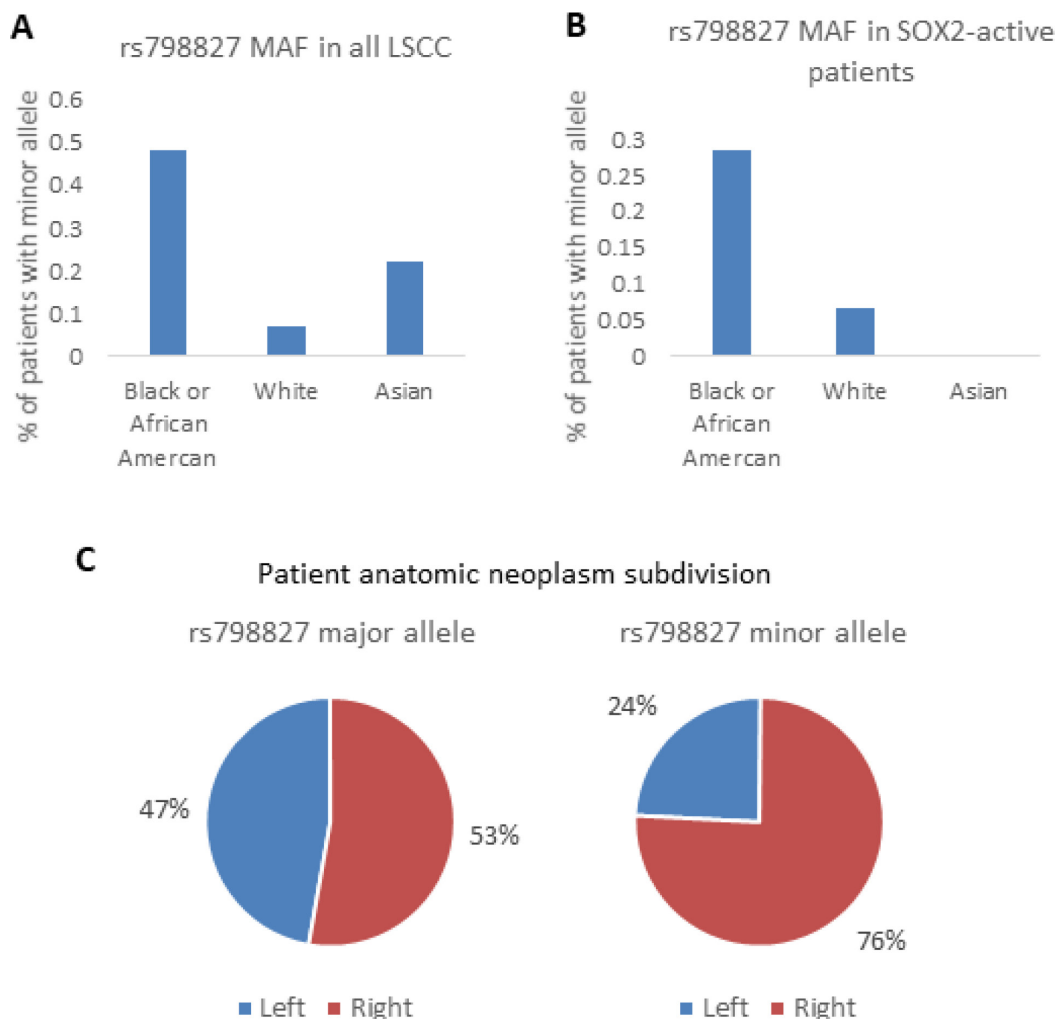 A
rs798827 MAF in all LSCC
% of patients with minor allele
0.6
0.5
0.4
0.3
0.2
0.1
0
Black or
African
Amercan
White
Asian
B
rs798827 MAF in SOX2-active
patients
% of patients with minor allele
0.3
0.25
0.2
0.15
0.1
0.05
0
Black or
African
Amercan
White
Asian
C
Patient anatomic neoplasm subdivision
rs798827 major allele
47%
53%
Left Right
rs798827 minor allele
24%
76%
Left Right